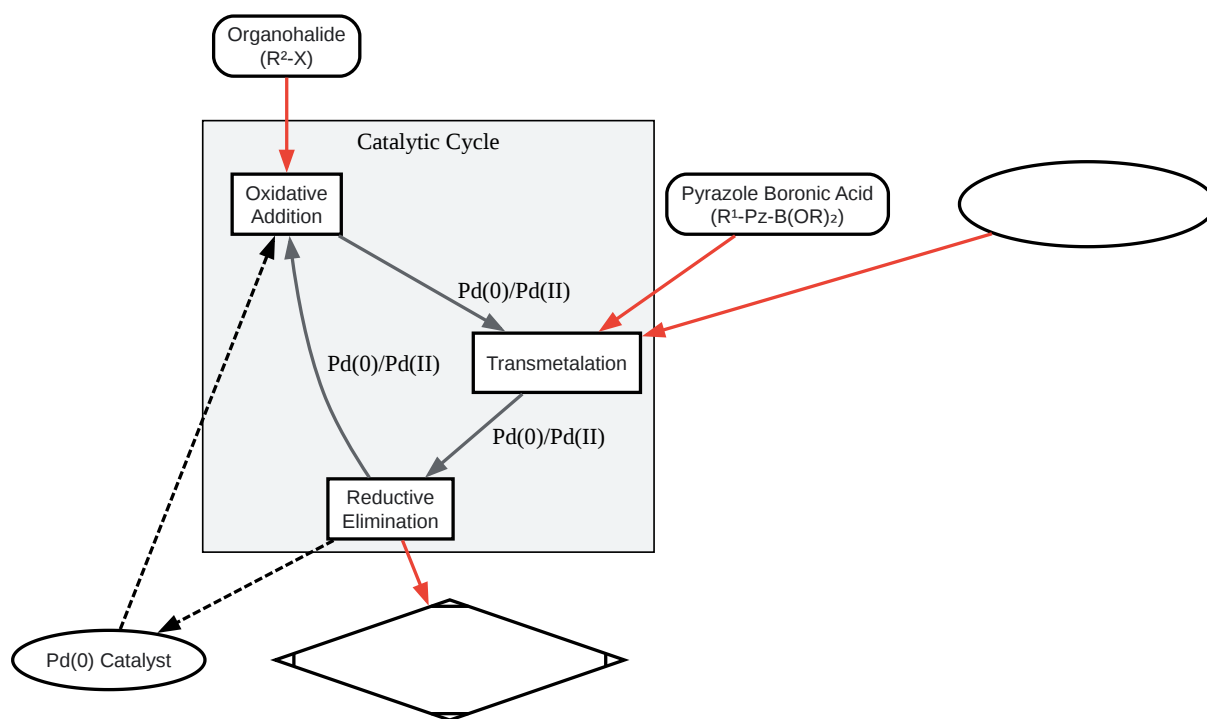 Organohalide
(R²-X)
Catalytic Cycle
Oxidative
Addition
Pyrazole Boronic Acid
(R¹-Pz-B(OR)₂)
Pd(0)/Pd(II)
Transmetalation
Pd(0)/Pd(II)
Pd(0)/Pd(II)
Reductive
Elimination
Pd(0) Catalyst